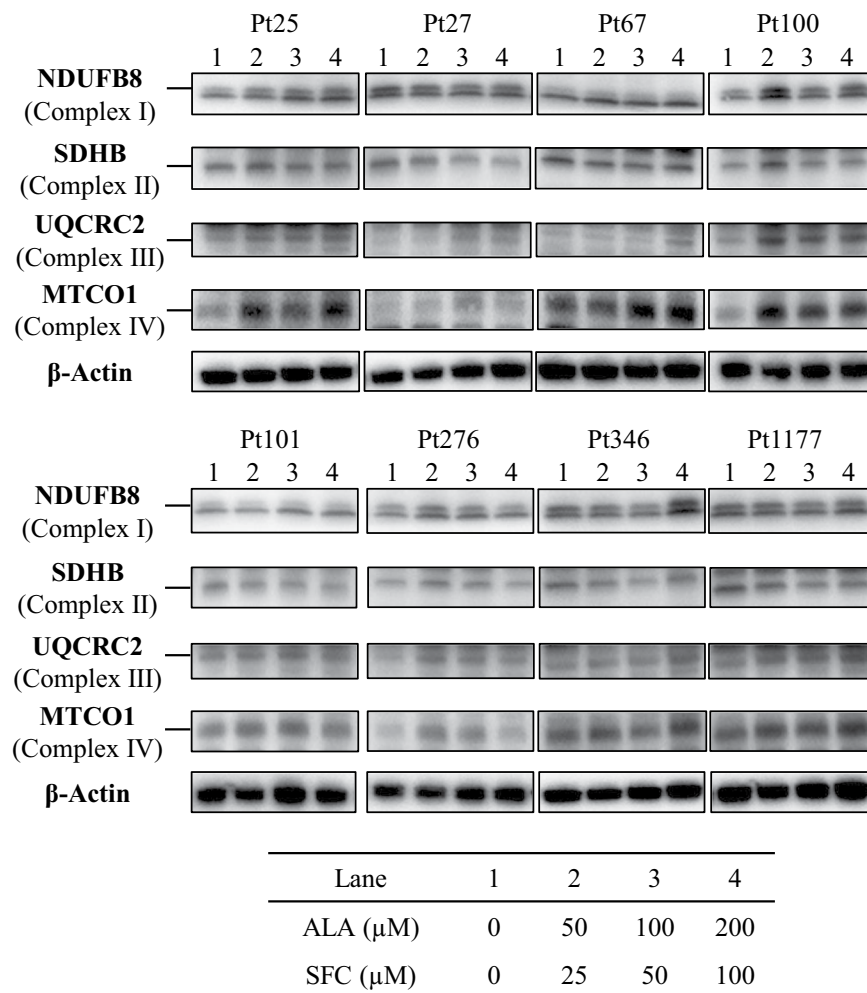 Pt25 Pt27 Pt67 Pt100
1 2 3 4 1 2 3 4 1 2 3 4 1 2 3 4
NDUFB8
(Complex I)
SDHB
(Complex II)
UQCRC2
(Complex III)
MTCO1
(Complex IV)
β-Actin
Pt101 Pt276 Pt346 Pt1177
1 2 3 4 1 2 3 4 1 2 3 4 1 2 3 4
NDUFB8
(Complex I)
SDHB
(Complex II)
UQCRC2
(Complex III)
MTCO1
(Complex IV)
β-Actin
Lane 1 2 3 4
ALA (µM) 0 50 100 200
SFC (µM) 0 25 50 100